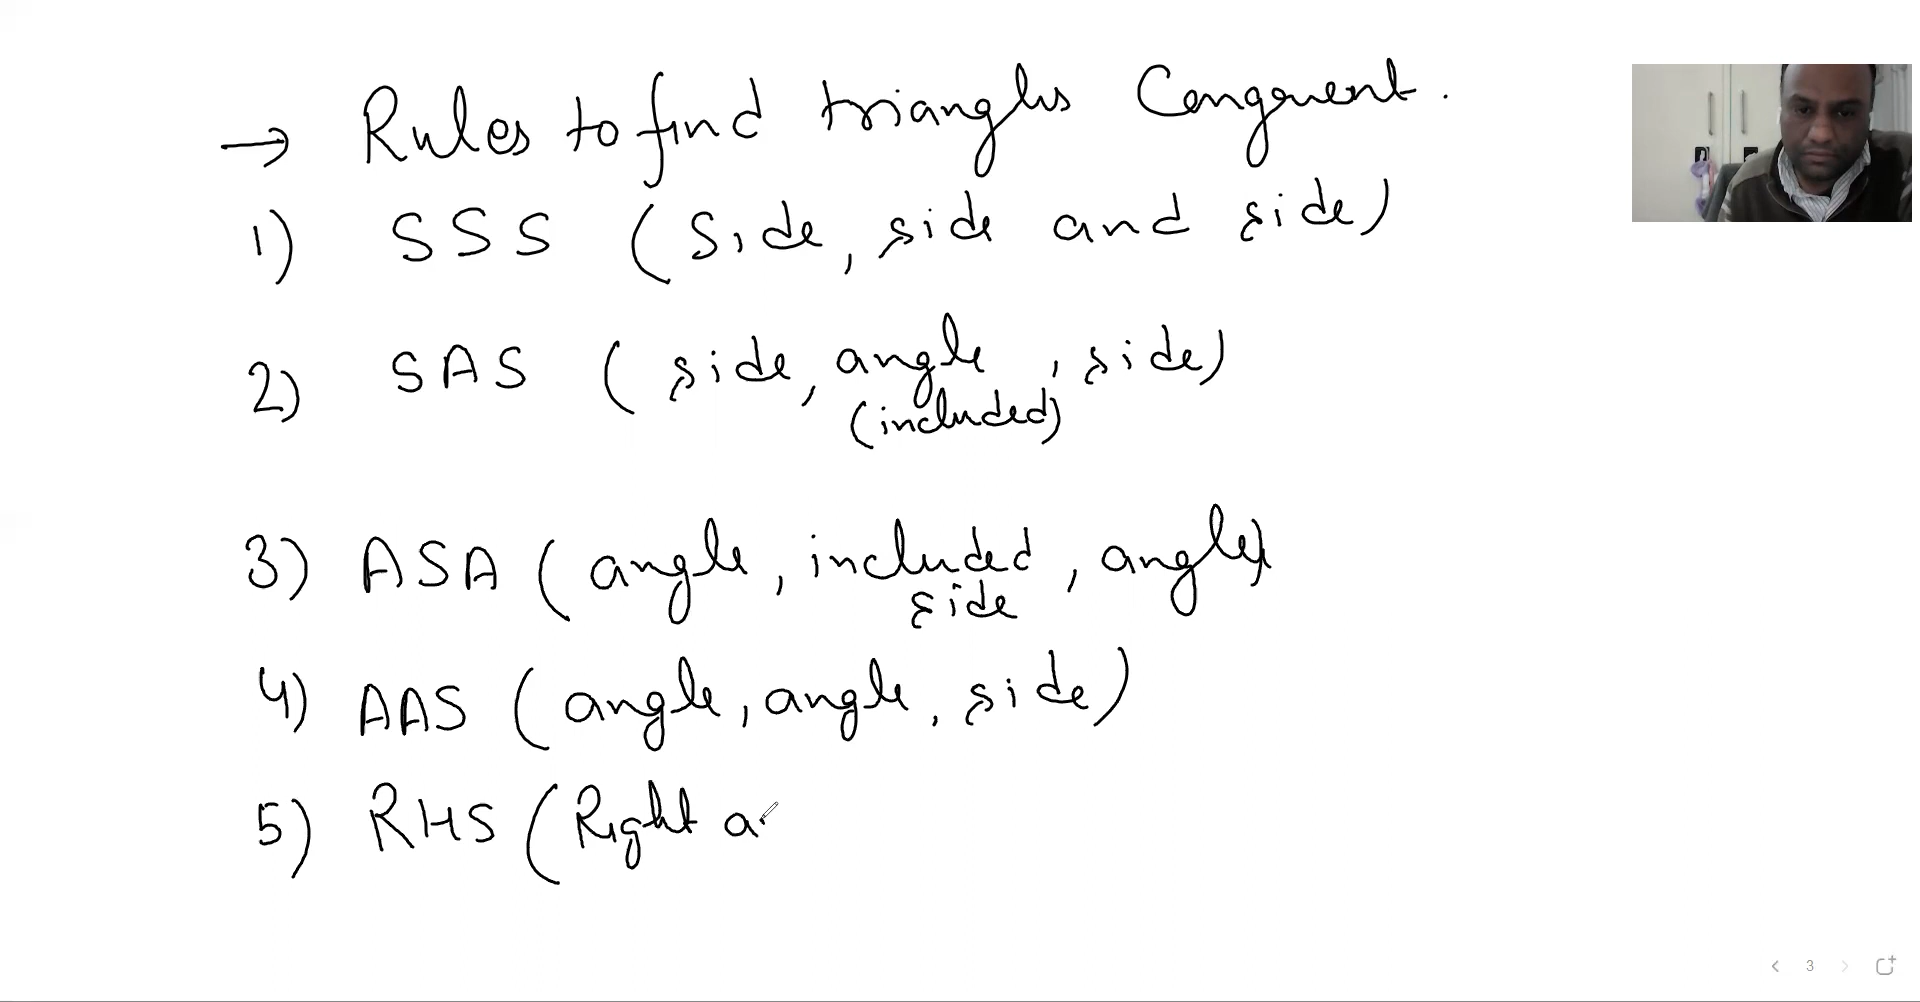 → Rules to find triangles Congruent.
1) SSS (Side, side and side)
2) SAS (side, angle, side)
(included)
3) ASA (angle, included, angle)
side
4) AAS (angle, angle, side)
5) RHS (Right a
3